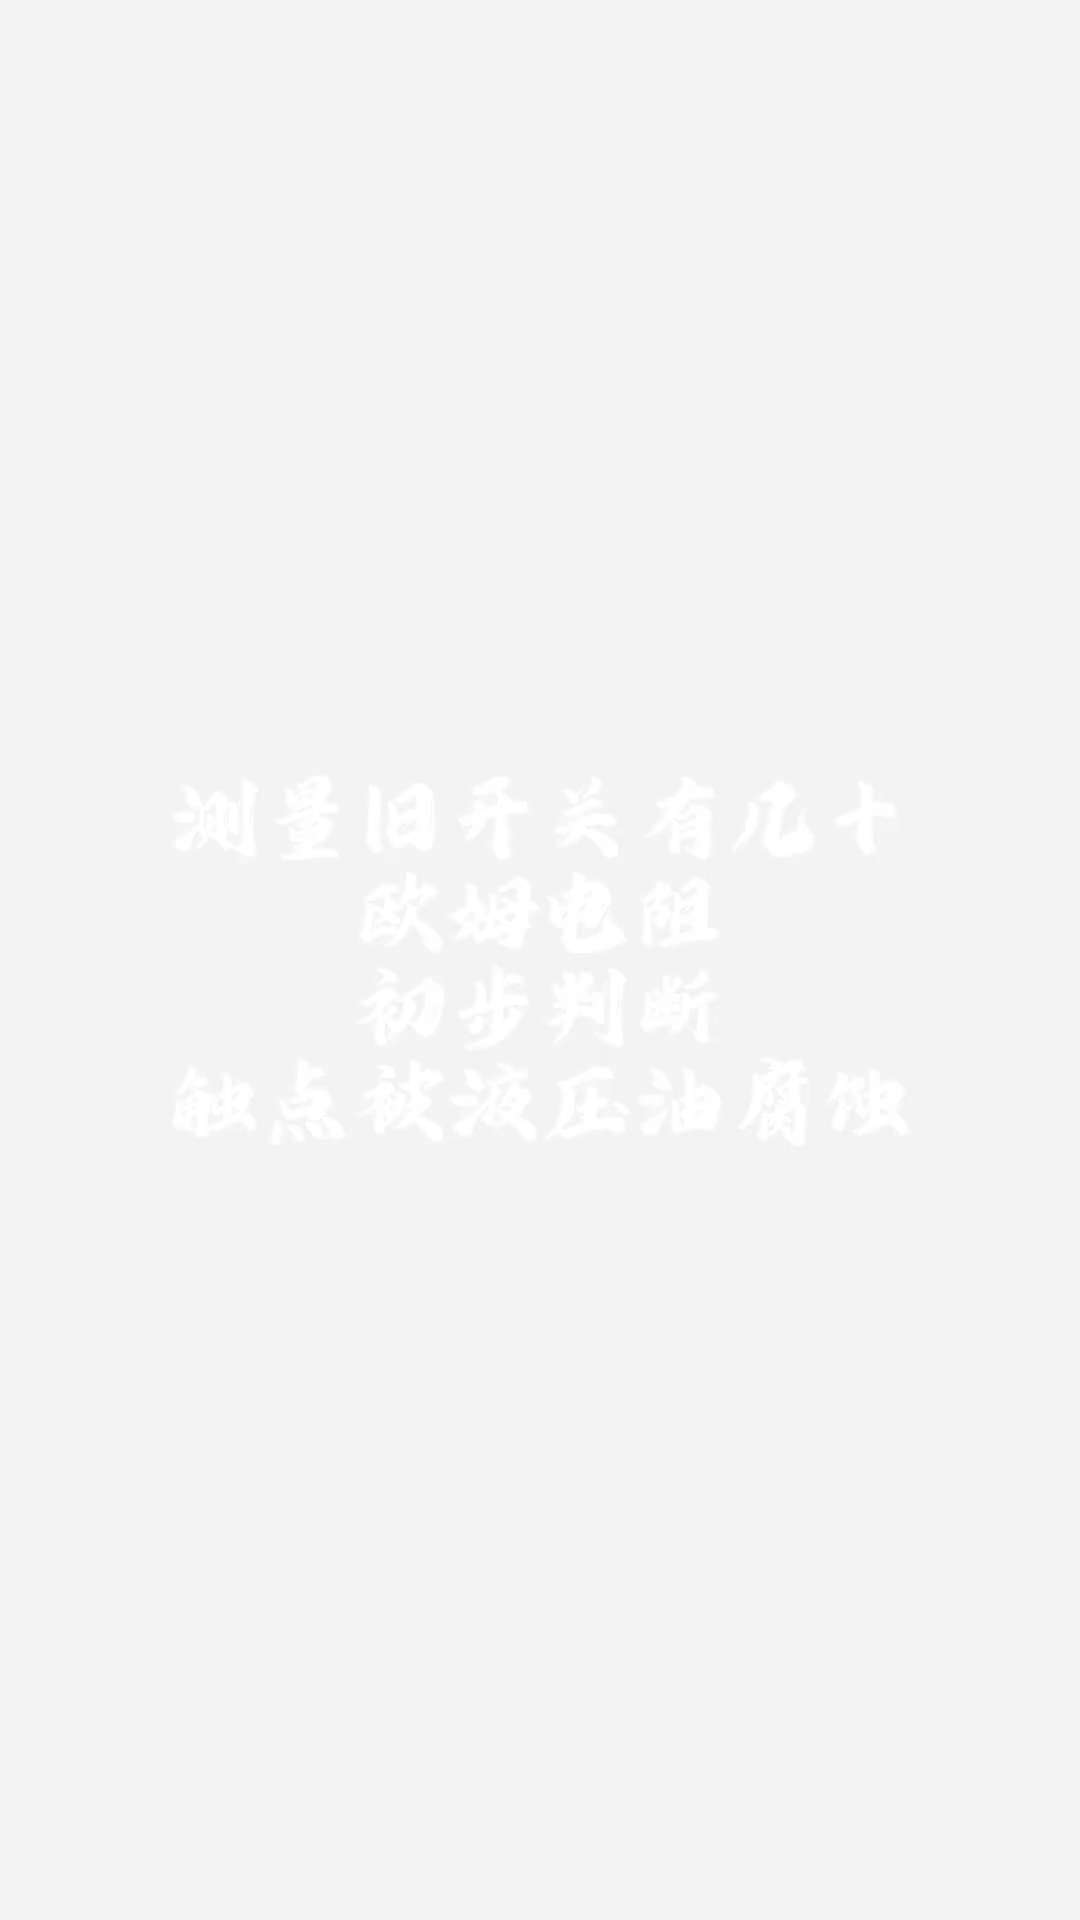 测量旧开关有几十
欧姆电阻
初步判断
触点被液压油腐蚀